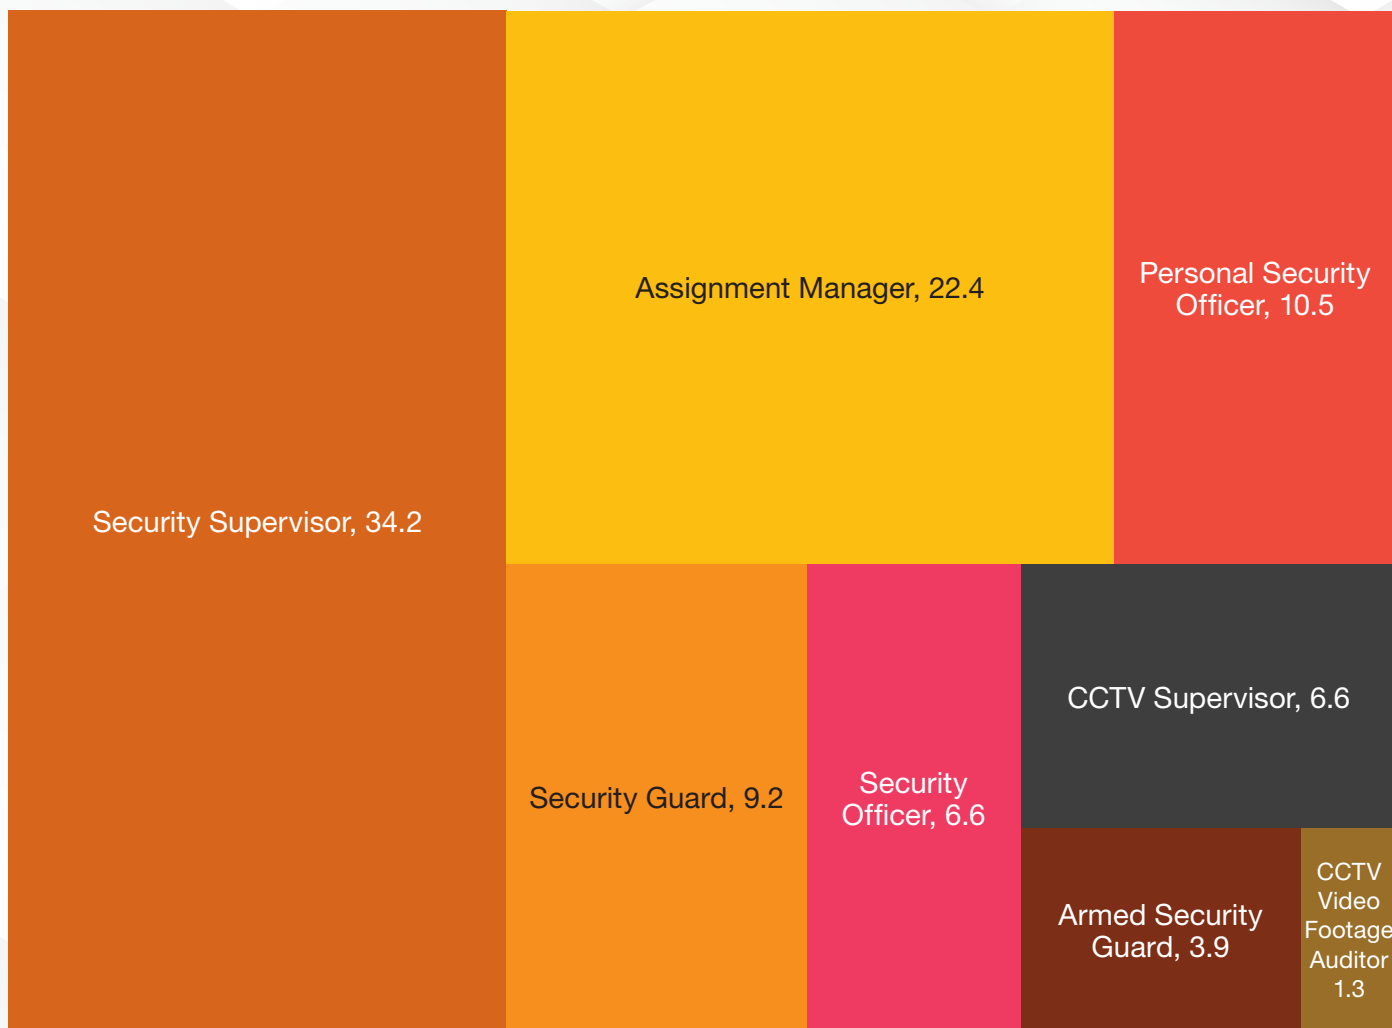 Security Supervisor, 34.2
Assignment Manager, 22.4
Personal Security
Officer, 10.5
Security Guard, 9.2
Security
Officer, 6.6
CCTV Supervisor, 6.6
Armed Security
Guard, 3.9
CCTV
Video
Footage
Auditor
1.3